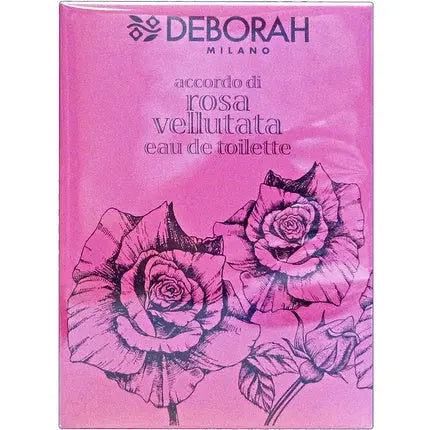 DEBORAH
MILANO
accordo di
rosa
vellutata
eau de toilette